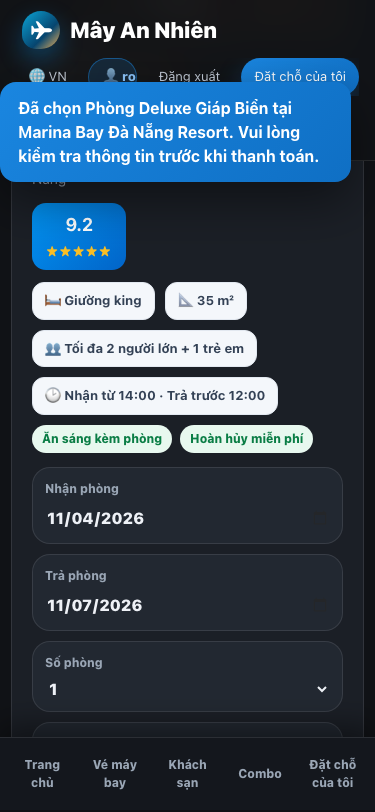 Mây An Nhiên
VN
ro
Đăng xuất
Đặt chỗ của tôi
Đã chọn Phòng Deluxe Giáp Biển tại
Marina Bay Đà Nẵng Resort. Vui lòng
kiểm tra thông tin trước khi thanh toán.
9.2
Giường king
35 m²
Tối đa 2 người lớn + 1 trẻ em
Nhận từ 14:00 · Trả trước 12:00
Ăn sáng kèm phòng
Hoàn hủy miễn phí
Nhận phòng
11/04/2026
Trả phòng
11/07/2026
Số phòng
1
Trang
chủ
Vé máy
bay
Khách
sạn
Combo
Đặt chỗ
của tôi